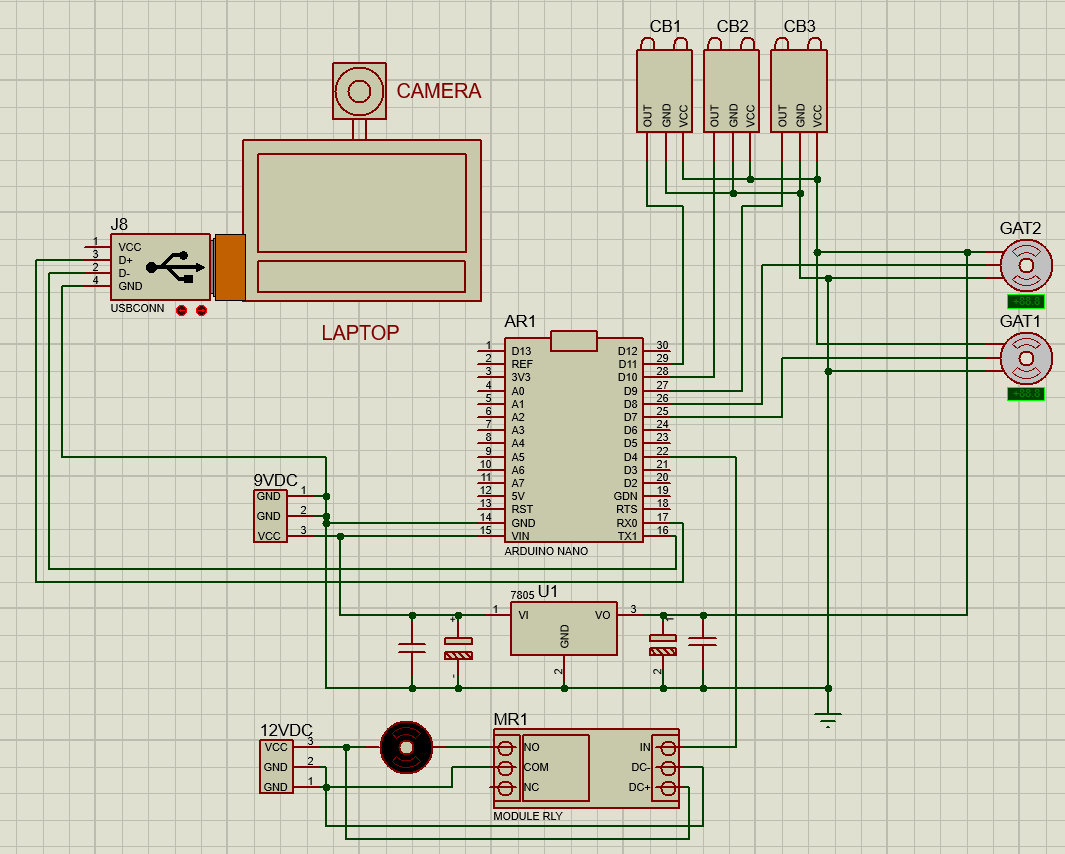 CB1 CB2 CB3
OUT GND VCC OUT GND VCC OUT GND VCC
CAMERA
J8
1 VCC
3 D+
2 D-
4 GND
USBCONN
LAPTOP
GAT2
+88.8
GAT1
+88.8
AR1
1 D13 D12 30
2 REF D11 29
3 3V3 D10 28
4 A0 D9 27
5 A1 D8 26
6 A2 D7 25
7 A3 D6 24
8 A4 D5 23
9 A5 D4 22
10 A6 D3 21
11 A7 D2 20
12 5V GDN 19
13 RST RTS 18
14 GND RX0 17
15 VIN TX1 16
ARDUINO NANO
9VDC
GND 1
GND 2
VCC 3
7805 U1
1 VI VO 3
GND
2
+
-
1
2
12VDC
VCC 3
GND 2
GND 1
MR1
NO IN
COM DC-
NC DC+
MODULE RLY